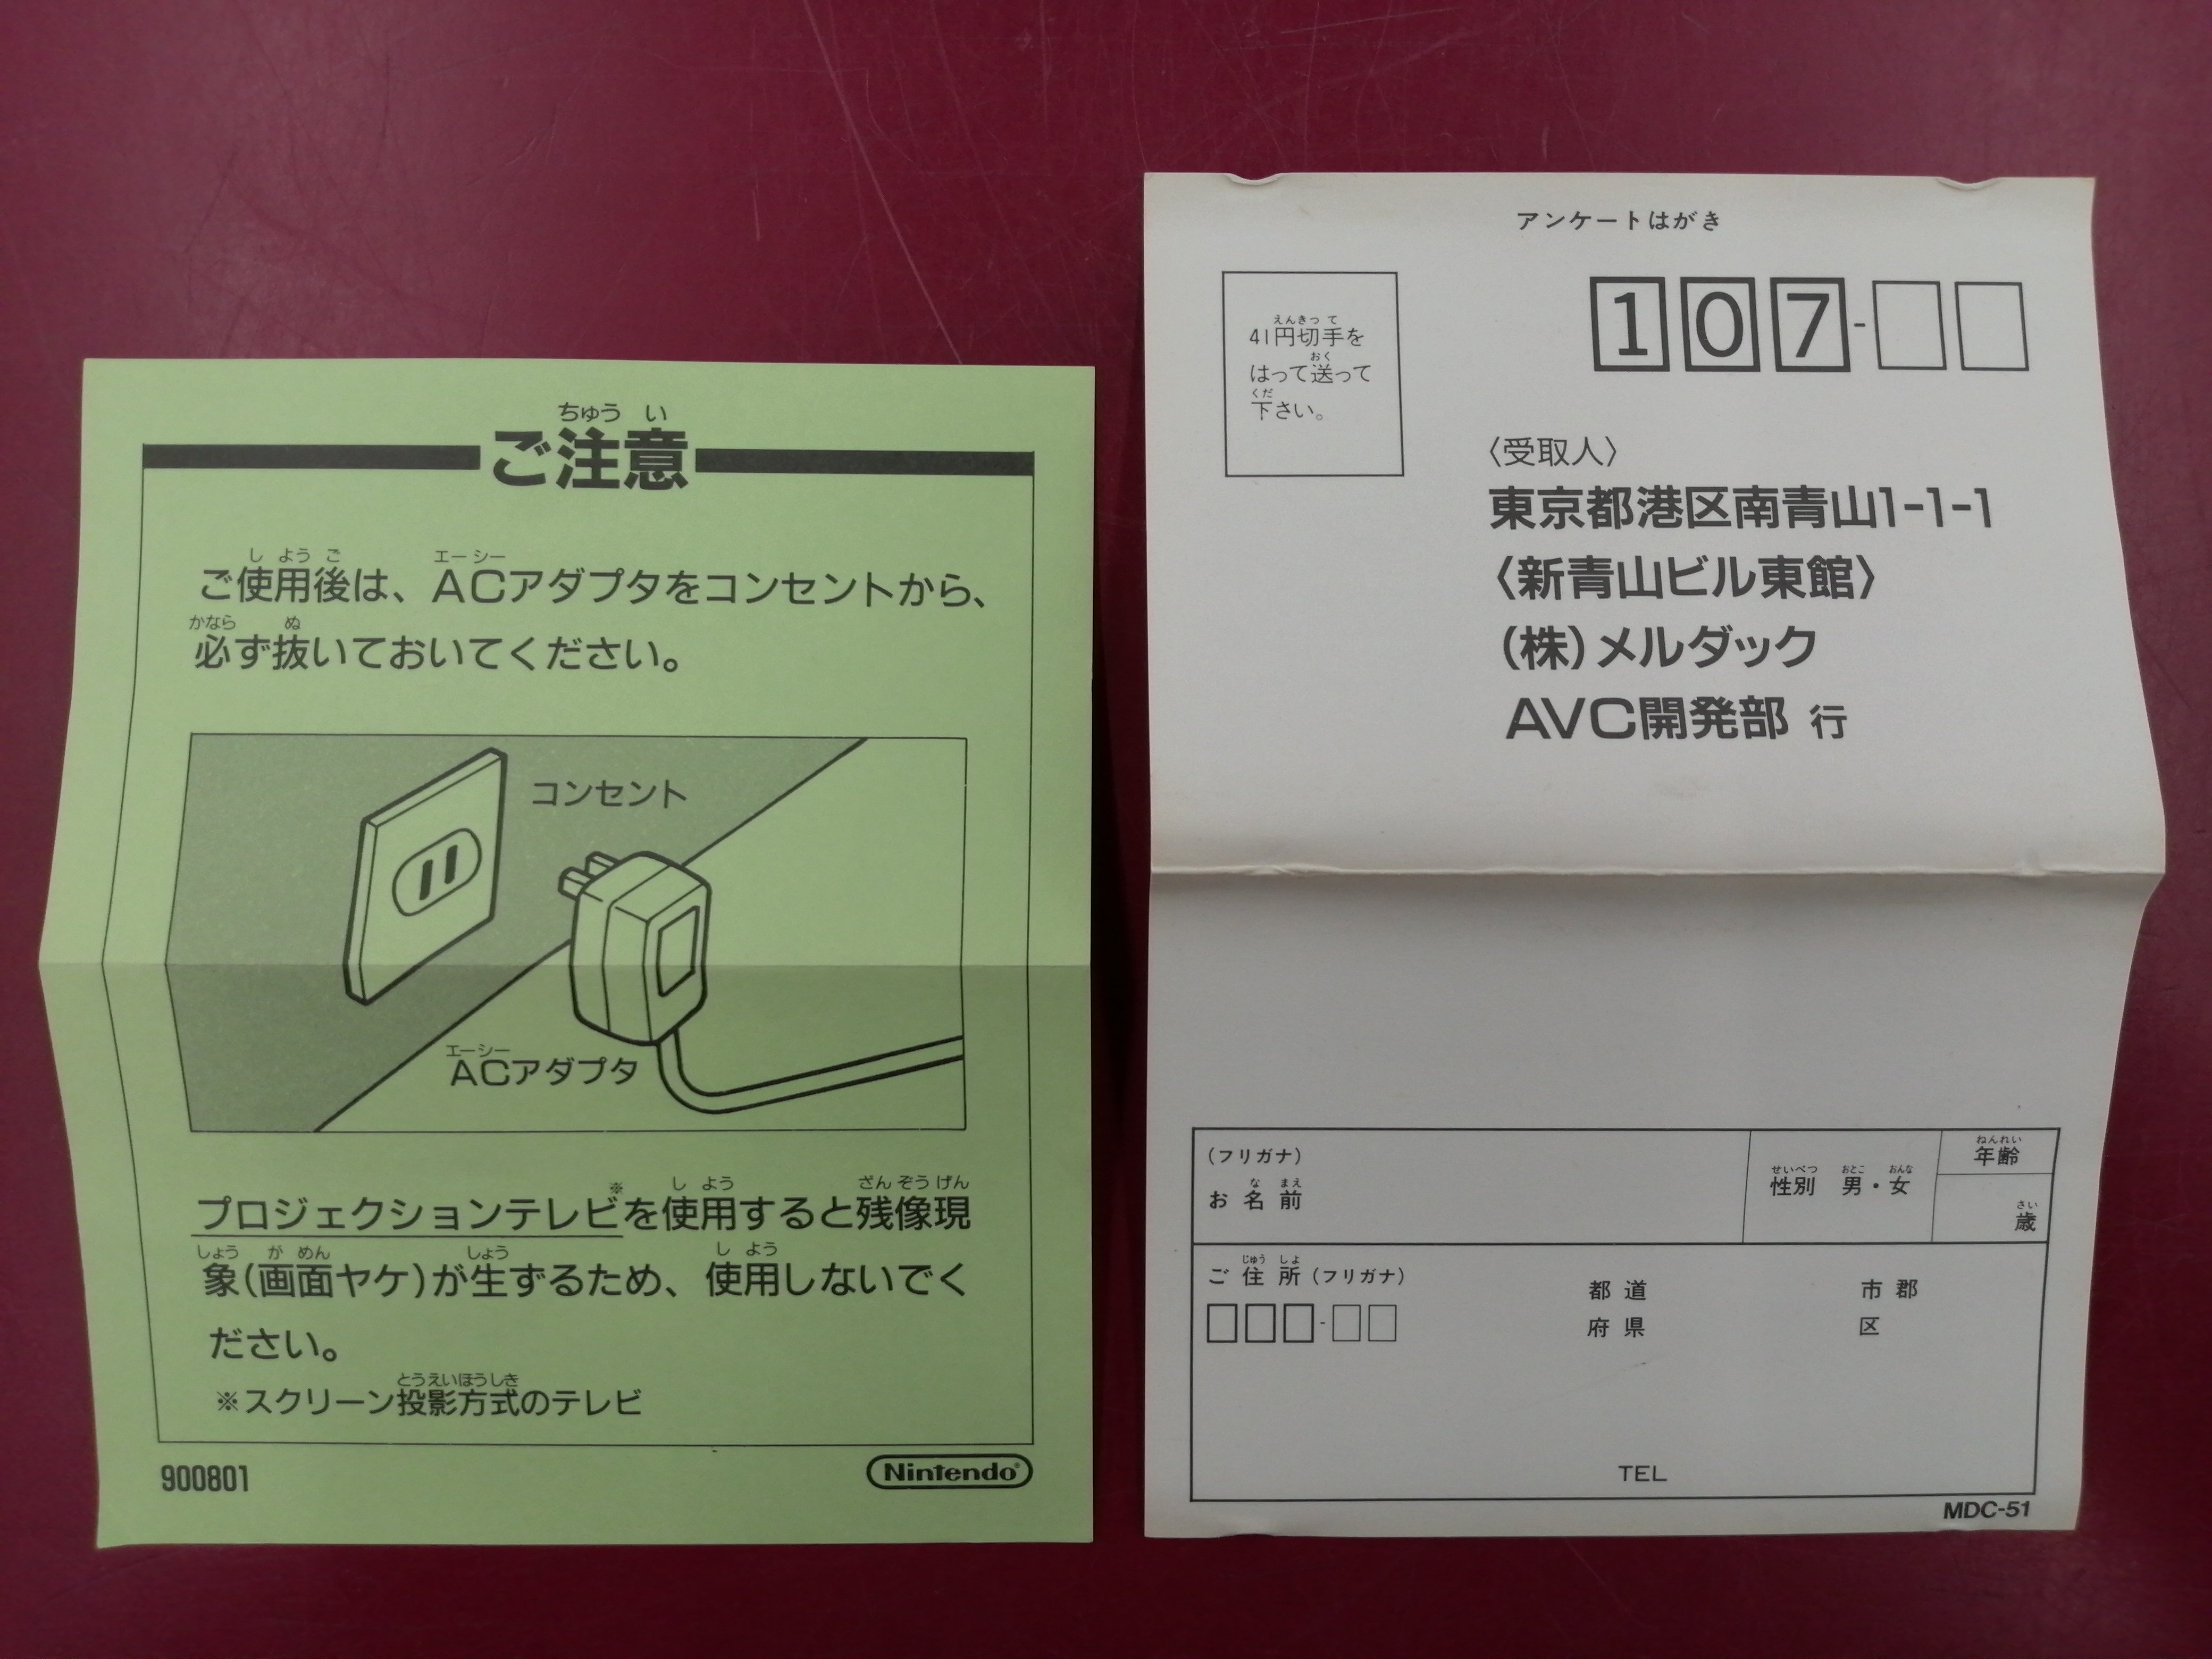 ご注意
ちゅう い
し よう ご エーシー
ご使用後は、ACアダプタをコンセントから、
かなら ぬ
必ず抜いておいてください。
コンセント
エーシー
ACアダプタ
※ し よう ざん ぞう げん
プロジェクションテレビを使用すると残像現
しょう が めん しょう し よう
象(画面ヤケ)が生ずるため、使用しないでく
ださい。
とうえいほうしき
※スクリーン投影方式のテレビ
900801
Nintendo®
アンケートはがき
えんきっ て
41円切手を
おく
はって送って
くだ
下さい。
107-
〈受取人〉
東京都港区南青山1-1-1
〈新青山ビル東館〉
(株)メルダック
AVC開発部 行
(フリガナ)
な まえ
お名前
せいべつ おとこ おんな
性別 男・女
ねんれい
年齢
さい
歳
じゅう しょ
ご住所(フリガナ)
-
都道
府県
市郡
区
TEL
MDC-51